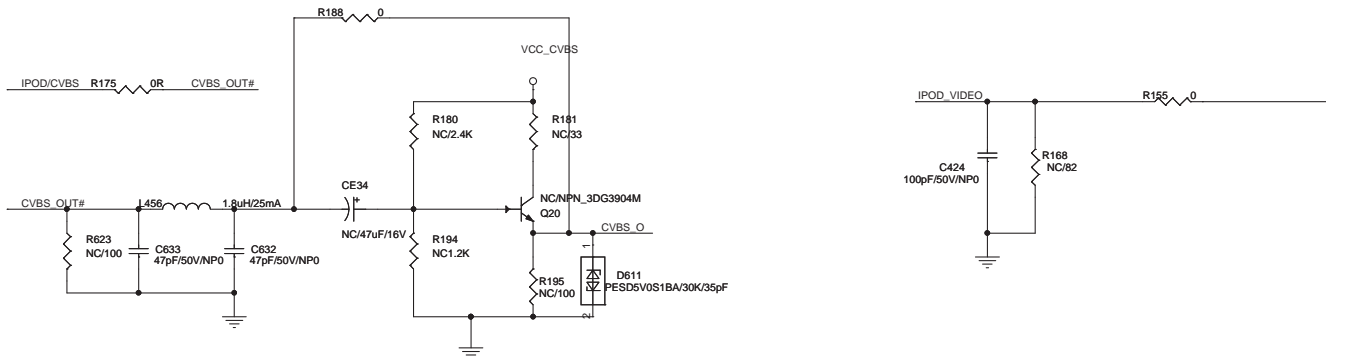 R188 0
VCC_CVBS
IPOD/CVBS R175 0R CVBS_OUT#
R180
NC/2.4K
R181
NC/33
CE34
+
NC/47uF/16V
NC/NPN_3DG3904M
Q20
CVBS_OUT# L456 1.8uH/25mA
R623
NC/100
C633
47pF/50V/NP0
C632
47pF/50V/NP0
R194
NC1.2K
CVBS_O
R195
NC/100
1
D611
PESD5V0S1BA/30K/35pF
2
IPOD_VIDEO R155 0
C424
100pF/50V/NP0
R168
NC/82